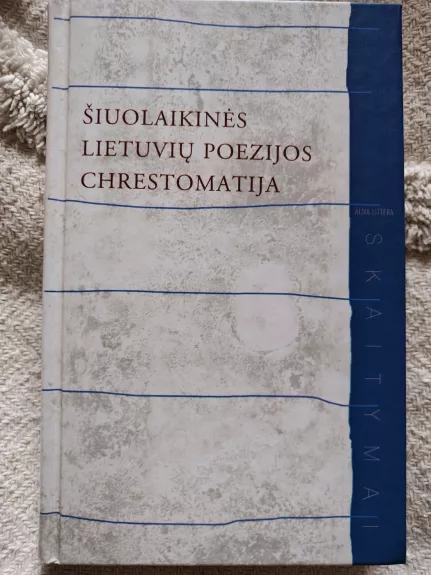 ŠIUOLAIKINĖS
LIETUVIŲ POEZIJOS
CHRESTOMATIJA
ALMA LITTERA
SKAITYMAI